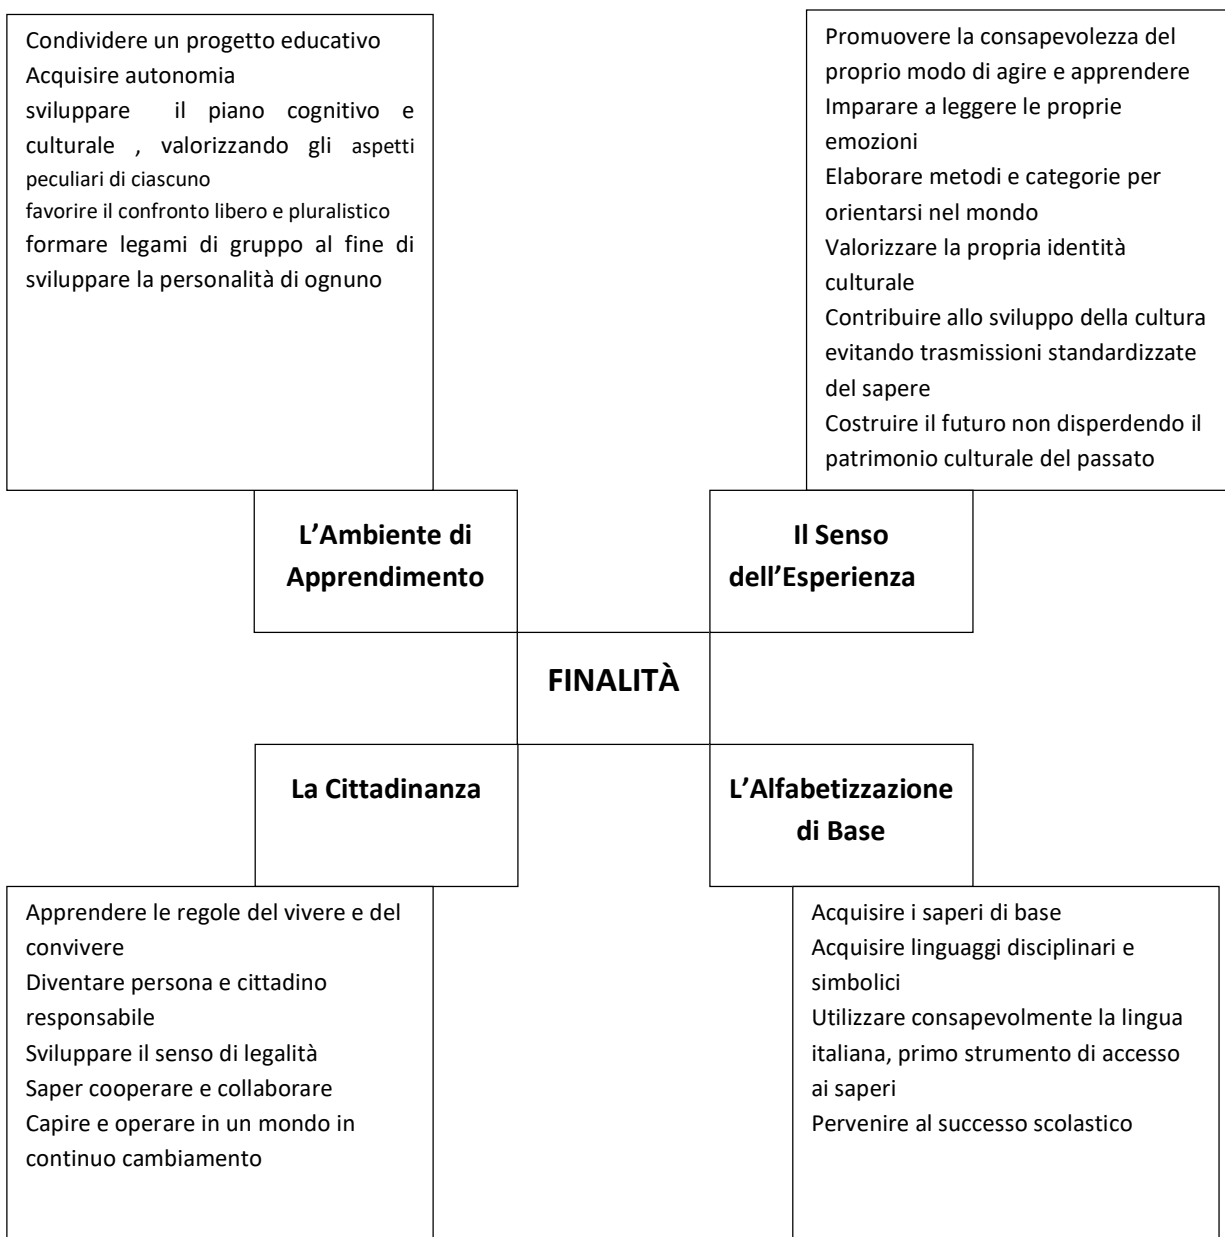 Condividere un progetto educativo
Acquisire autonomia
sviluppare il piano cognitivo e
culturale , valorizzando gli aspetti
peculiari di ciascuno
favorire il confronto libero e pluralistico
formare legami di gruppo al fine di
sviluppare la personalità di ognuno
Promuovere la consapevolezza del
proprio modo di agire e apprendere
Imparare a leggere le proprie
emozioni
Elaborare metodi e categorie per
orientarsi nel mondo
Valorizzare la propria identità
culturale
Contribuire allo sviluppo della cultura
evitando trasmissioni standardizzate
del sapere
Costruire il futuro non disperdendo il
patrimonio culturale del passato
L’Ambiente di
Apprendimento
Il Senso
dell’Esperienza
FINALITÀ
La Cittadinanza
L’Alfabetizzazione
di Base
Apprendere le regole del vivere e del
convivere
Diventare persona e cittadino
responsabile
Sviluppare il senso di legalità
Saper cooperare e collaborare
Capire e operare in un mondo in
continuo cambiamento
Acquisire i saperi di base
Acquisire linguaggi disciplinari e
simbolici
Utilizzare consapevolmente la lingua
italiana, primo strumento di accesso
ai saperi
Pervenire al successo scolastico